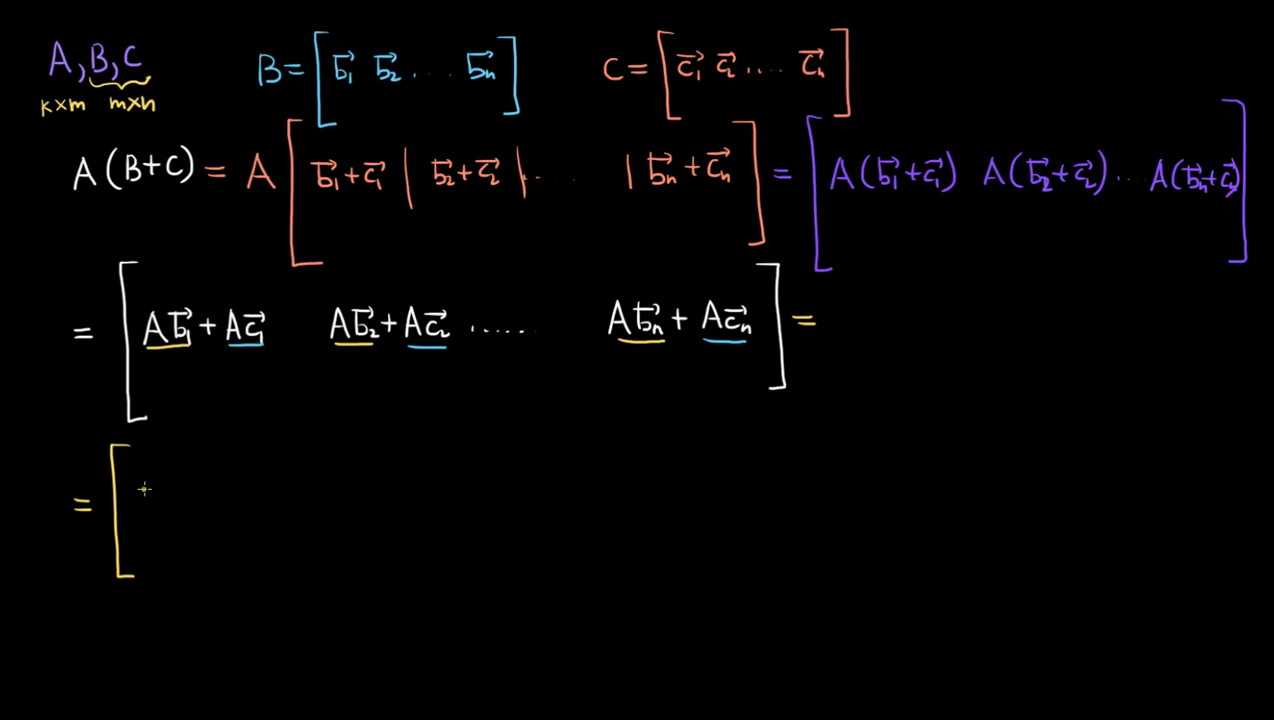 A, B, C B = [ b⃗₁ b⃗₂ .... b⃗ₙ ] C = [ c⃗₁ c⃗₂ .... c⃗ₙ ]
k×m m×n
A(B+C) = A [ b⃗₁+c⃗₁ | b⃗₂+c⃗₂ | ..... | b⃗ₙ+c⃗ₙ ] = [ A(b⃗₁+c⃗₁) A(b⃗₂+c⃗₂) ... A(b⃗ₙ+c⃗ₙ) ]
= [ Ab⃗₁ + Ac⃗₁ Ab⃗₂ + Ac⃗₂ ...... Ab⃗ₙ + Ac⃗ₙ ] =
= [